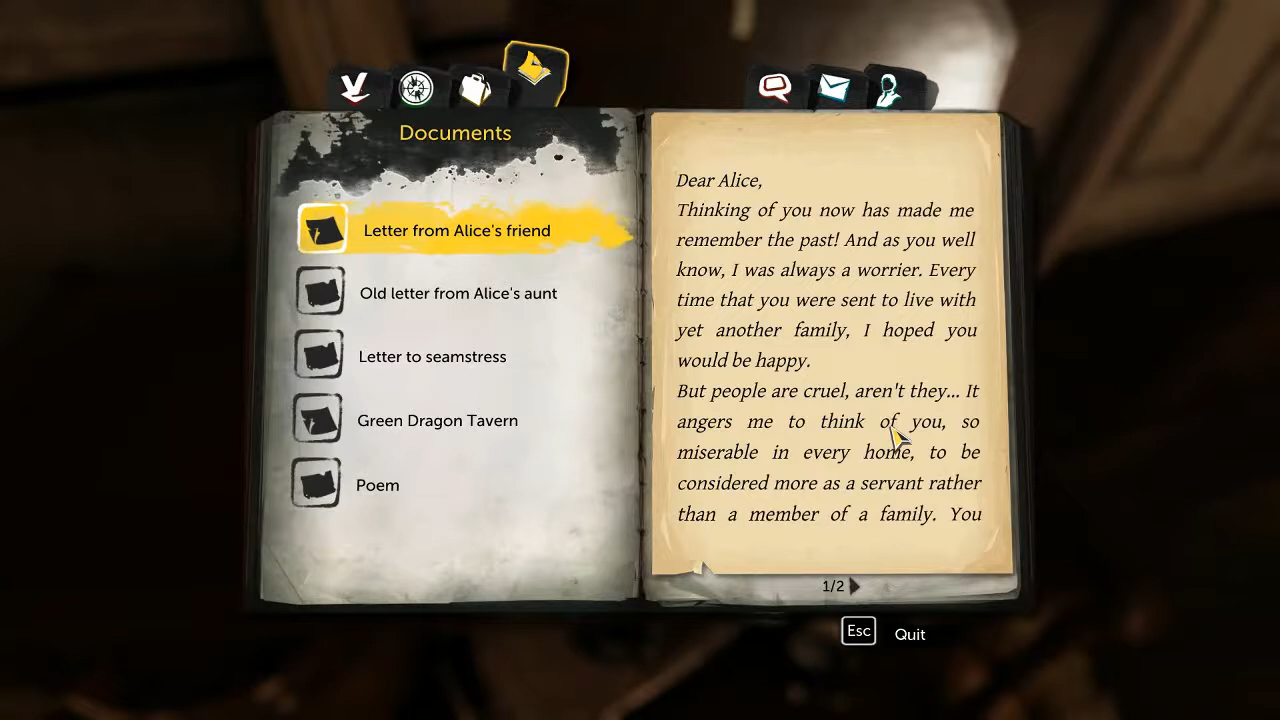 Documents
Letter from Alice's friend
Old letter from Alice's aunt
Letter to seamstress
Green Dragon Tavern
Poem
Dear Alice,
Thinking of you now has made me
remember the past! And as you well
know, I was always a worrier. Every
time that you were sent to live with
yet another family, I hoped you
would be happy.
But people are cruel, aren't they... It
angers me to think of you, so
miserable in every home, to be
considered more as a servant rather
than a member of a family. You
1/2
Esc Quit